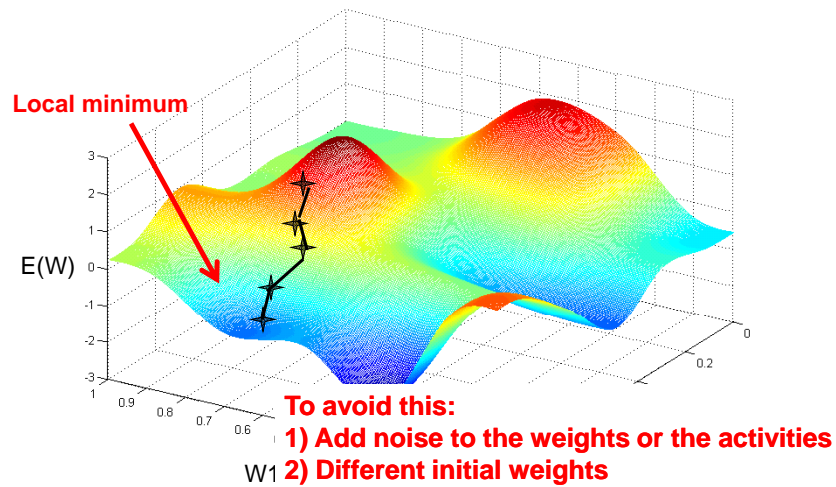 Local minimum
3
2
1
0
-1
-2
-3
E(W)
1
0.9
0.8
0.7
0.6
0
0.2
W1
To avoid this:
1) Add noise to the weights or the activities
2) Different initial weights